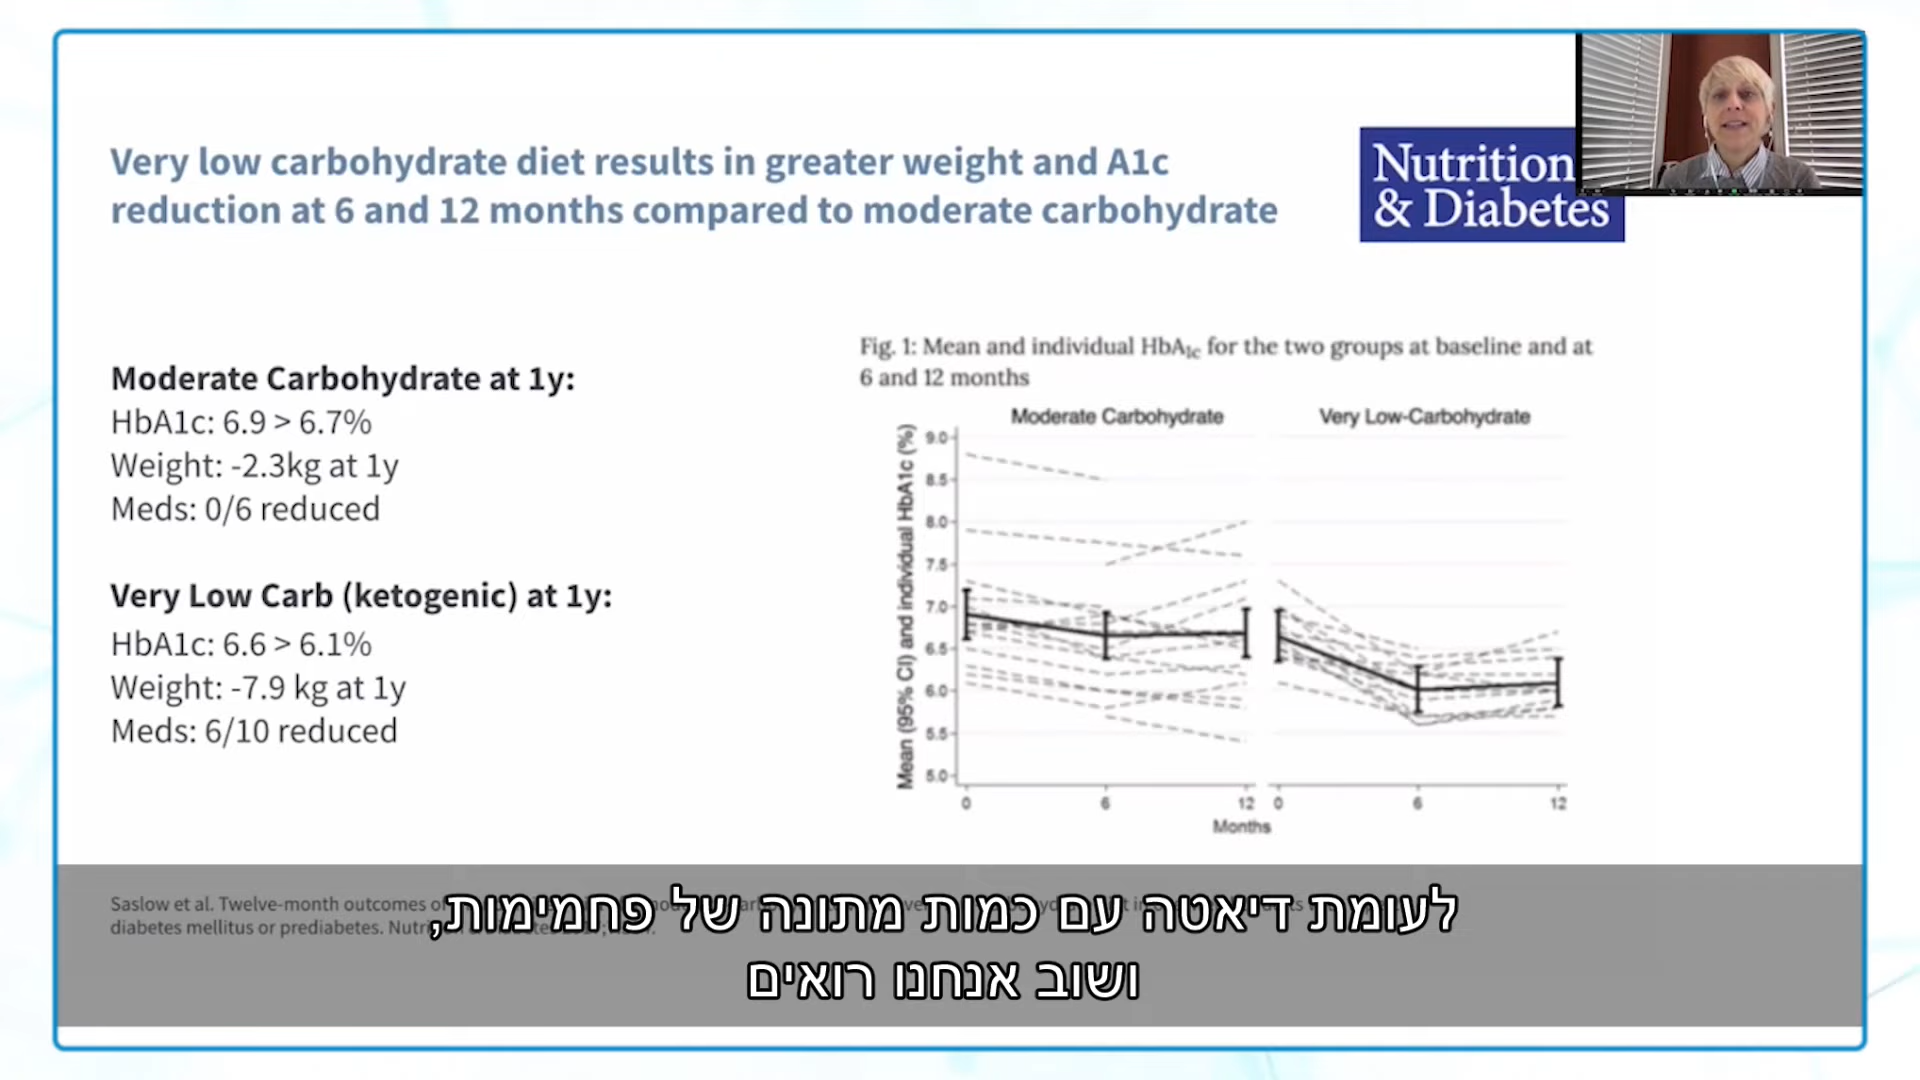 Very low carbohydrate diet results in greater weight and A1c
reduction at 6 and 12 months compared to moderate carbohydrate
Nutrition
& Diabetes
Moderate Carbohydrate at 1y:
HbA1c: 6.9 > 6.7%
Weight: -2.3kg at 1y
Meds: 0/6 reduced
Very Low Carb (ketogenic) at 1y:
HbA1c: 6.6 > 6.1%
Weight: -7.9 kg at 1y
Meds: 6/10 reduced
Fig. 1: Mean and individual HbA1c for the two groups at baseline and at
6 and 12 months
Moderate Carbohydrate
Very Low-Carbohydrate
Mean (95% CI) and individual HbA1c (%)
9.0
8.5
8.0
7.5
7.0
6.5
6.0
5.5
5.0
0 6 12 0 6 12
Months
Saslow et al. Twelve-month outcomes of
diabetes mellitus or prediabetes.
לעומת דיאטה עם כמות מתונה של פחמימות,
ושוב אנחנו רואים